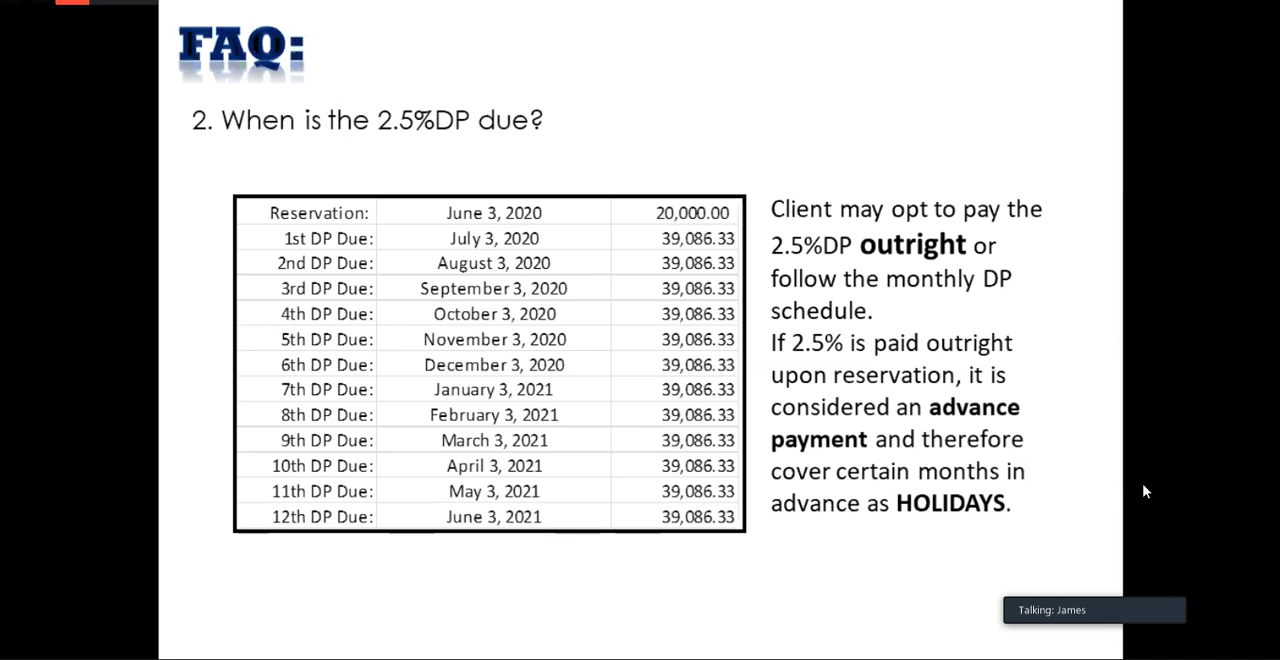 FAQ:
2. When is the 2.5%DP due?
Reservation: June 3, 2020 20,000.00
1st DP Due: July 3, 2020 39,086.33
2nd DP Due: August 3, 2020 39,086.33
3rd DP Due: September 3, 2020 39,086.33
4th DP Due: October 3, 2020 39,086.33
5th DP Due: November 3, 2020 39,086.33
6th DP Due: December 3, 2020 39,086.33
7th DP Due: January 3, 2021 39,086.33
8th DP Due: February 3, 2021 39,086.33
9th DP Due: March 3, 2021 39,086.33
10th DP Due: April 3, 2021 39,086.33
11th DP Due: May 3, 2021 39,086.33
12th DP Due: June 3, 2021 39,086.33
Client may opt to pay the
2.5%DP outright or
follow the monthly DP
schedule.
If 2.5% is paid outright
upon reservation, it is
considered an advance
payment and therefore
cover certain months in
advance as HOLIDAYS.
Talking: James